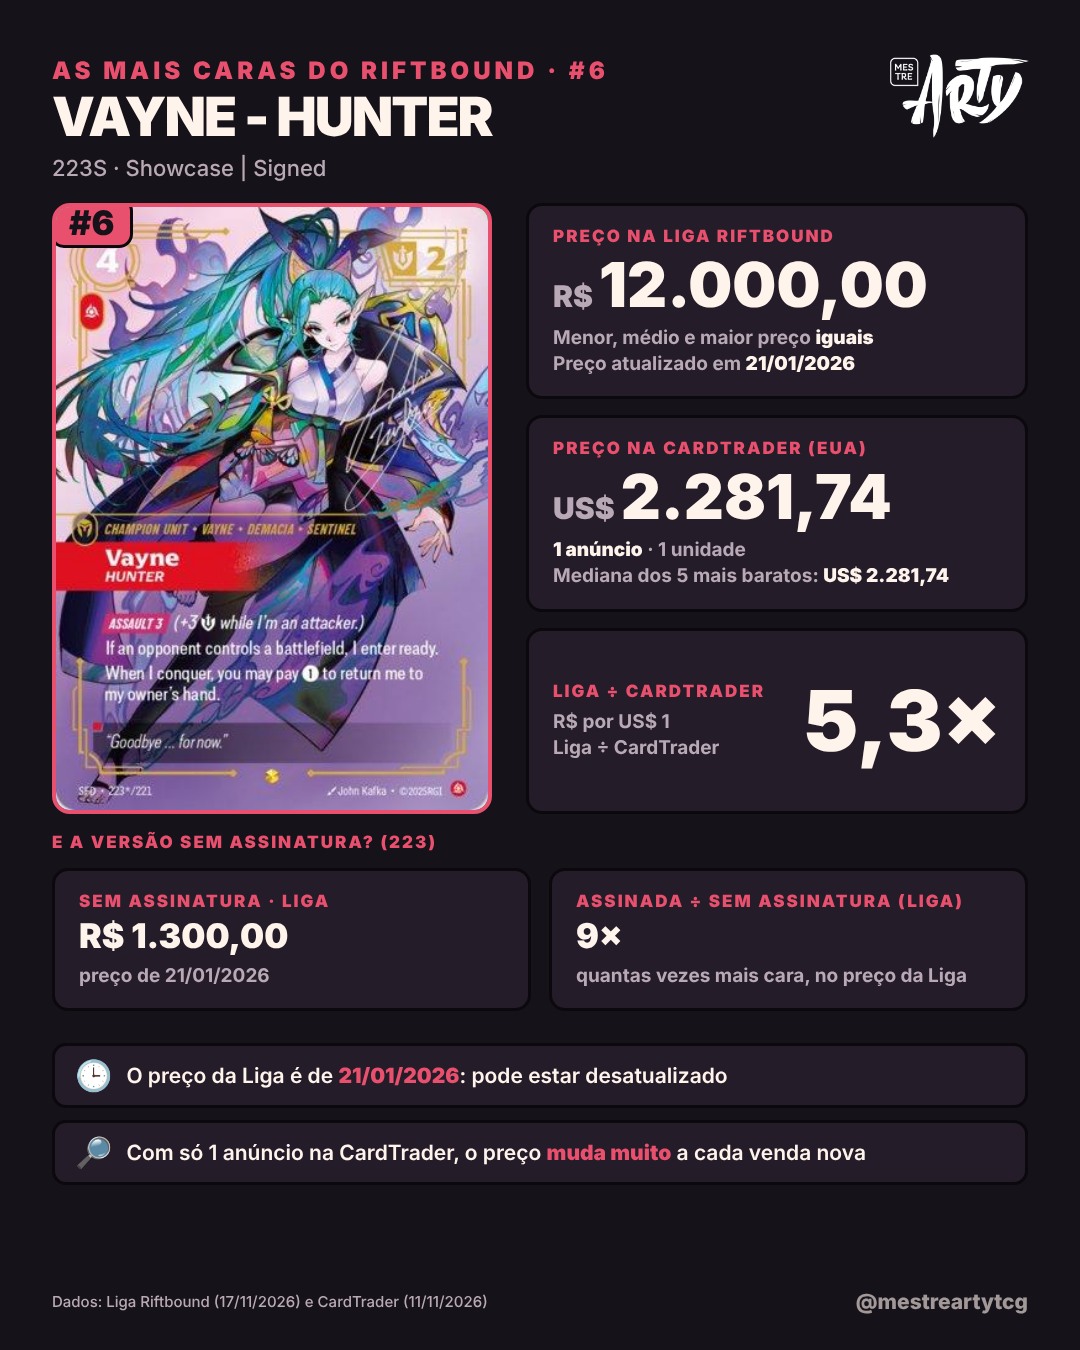 AS MAIS CARAS DO RIFTBOUND · #6
VAYNE - HUNTER
223S · Showcase | Signed
MES
TRE
ARTY
#6
4
2
CHAMPION UNIT • VAYNE • DEMACIA • SENTINEL
Vayne
HUNTER
ASSAULT 3 (+3 while I'm an attacker.)
If an opponent controls a battlefield, I enter ready.
When I conquer, you may pay 1 to return me to
my owner's hand.
"Goodbye ... for now."
SFD • 223*/221
John Kafka • ©2025RGI
PREÇO NA LIGA RIFTBOUND
R$ 12.000,00
Menor, médio e maior preço iguais
Preço atualizado em 21/01/2026
PREÇO NA CARDTRADER (EUA)
US$ 2.281,74
1 anúncio · 1 unidade
Mediana dos 5 mais baratos: US$ 2.281,74
LIGA ÷ CARDTRADER
R$ por US$ 1
Liga ÷ CardTrader
5,3×
E A VERSÃO SEM ASSINATURA? (223)
SEM ASSINATURA · LIGA
R$ 1.300,00
preço de 21/01/2026
ASSINADA ÷ SEM ASSINATURA (LIGA)
9×
quantas vezes mais cara, no preço da Liga
O preço da Liga é de 21/01/2026: pode estar desatualizado
Com só 1 anúncio na CardTrader, o preço muda muito a cada venda nova
Dados: Liga Riftbound (17/11/2026) e CardTrader (11/11/2026)
@mestreartytcg